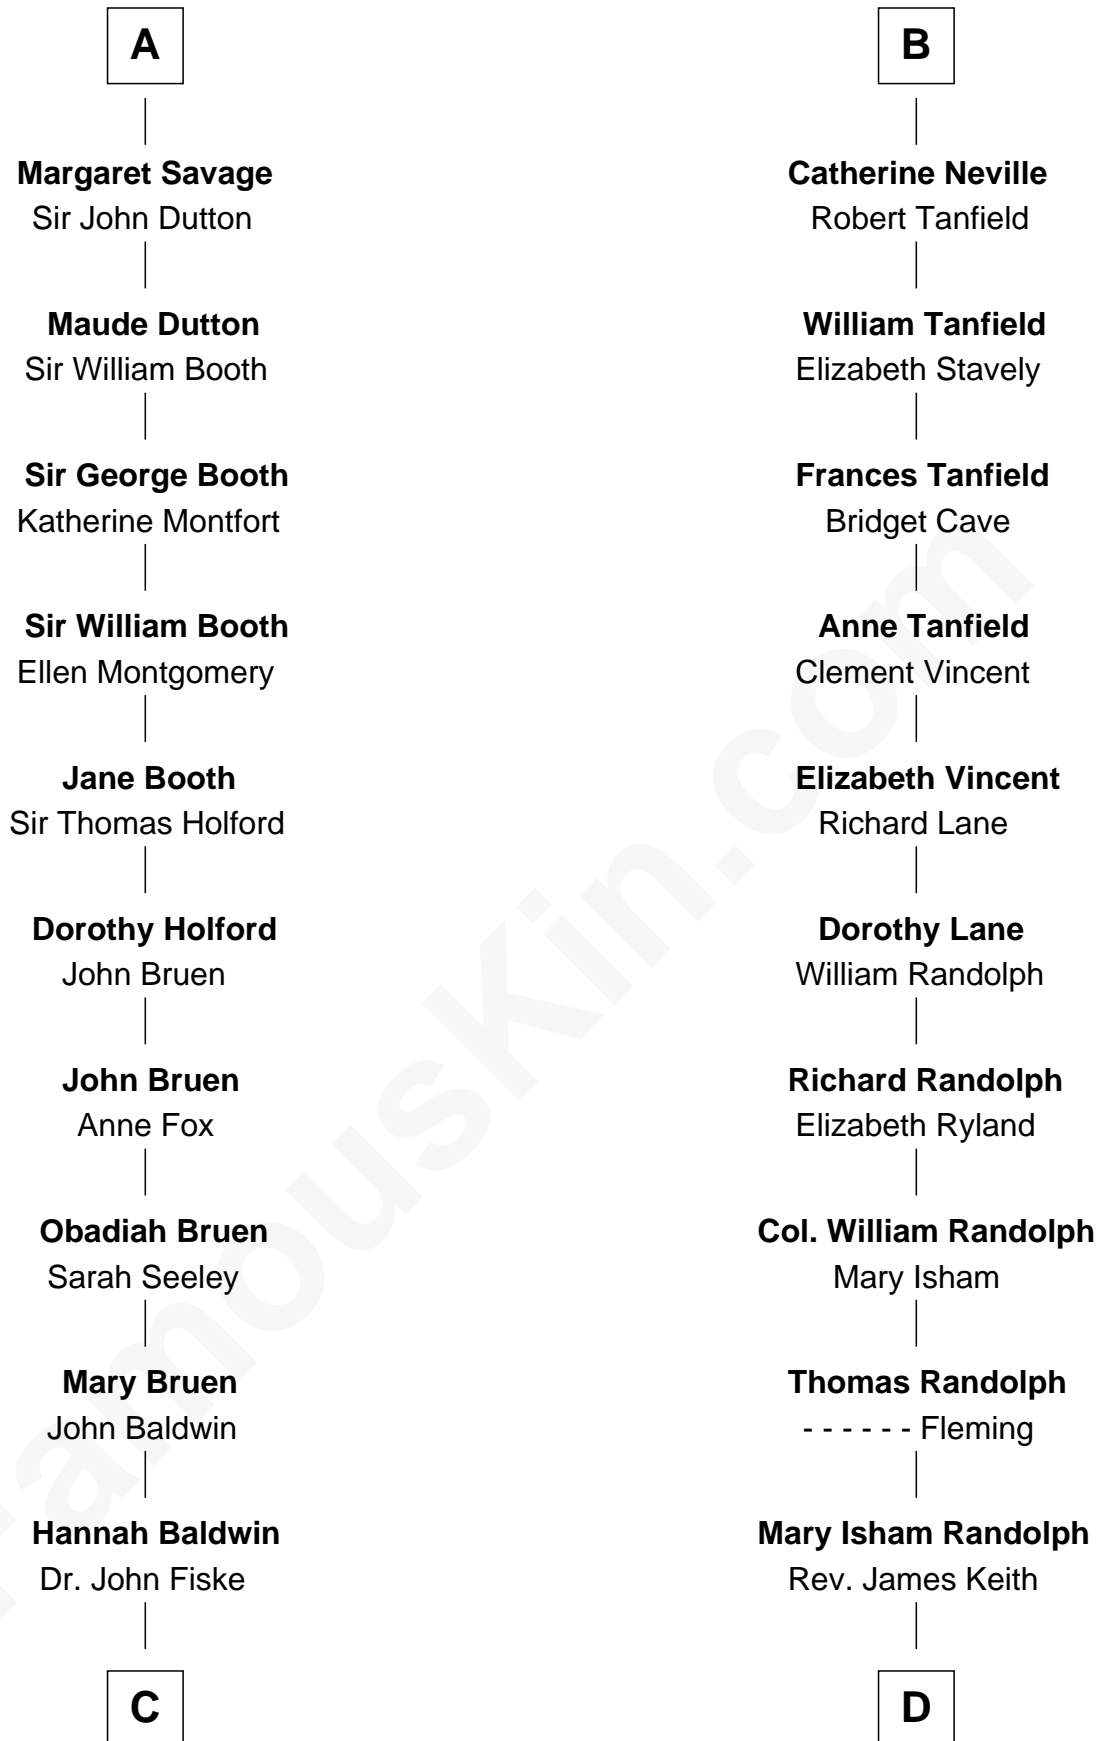 A
Margaret Savage
Sir John Dutton
Maude Dutton
Sir William Booth
Sir George Booth
Katherine Montfort
Sir William Booth
Ellen Montgomery
Jane Booth
Sir Thomas Holford
Dorothy Holford
John Bruen
John Bruen
Anne Fox
Obadiah Bruen
Sarah Seeley
Mary Bruen
John Baldwin
Hannah Baldwin
Dr. John Fiske
C
B
Catherine Neville
Robert Tanfield
William Tanfield
Elizabeth Stavely
Frances Tanfield
Bridget Cave
Anne Tanfield
Clement Vincent
Elizabeth Vincent
Richard Lane
Dorothy Lane
William Randolph
Richard Randolph
Elizabeth Ryland
Col. William Randolph
Mary Isham
Thomas Randolph
- - - - - - Fleming
Mary Isham Randolph
Rev. James Keith
D
FamousKin.com